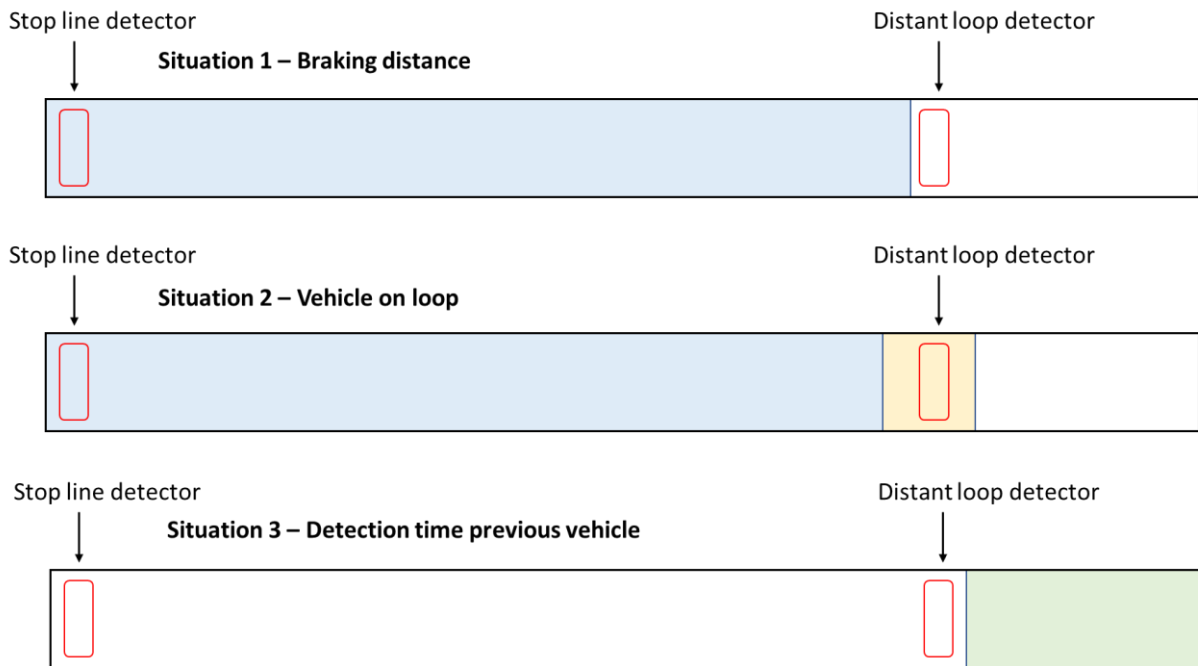 Stop line detector
Distant loop detector
Situation 1 – Braking distance
Stop line detector
Distant loop detector
Situation 2 – Vehicle on loop
Stop line detector
Distant loop detector
Situation 3 – Detection time previous vehicle